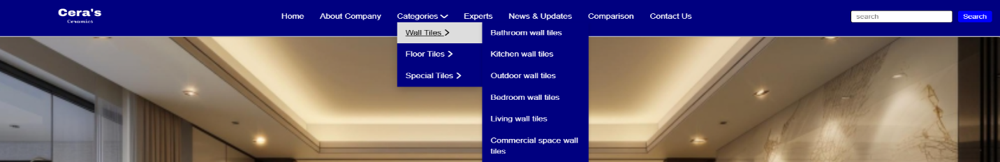 Cera's
Ceramics
Home About Company Categories Experts News & Updates Comparison Contact Us search Search
Wall Tiles
Floor Tiles
Special Tiles
Bathroom wall tiles
Kitchen wall tiles
Outdoor wall tiles
Bedroom wall tiles
Living wall tiles
Commercial space wall
tiles